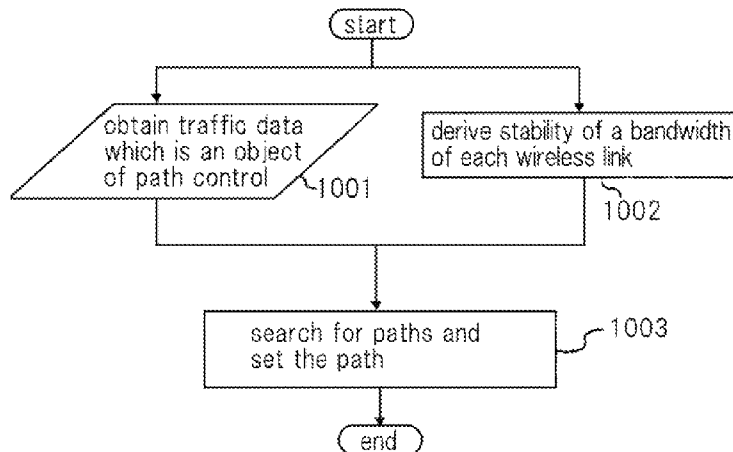 start
obtain traffic data
which is an object
of path control
1001
derive stability of a bandwidth
of each wireless link
1002
search for paths and
set the path
1003
end